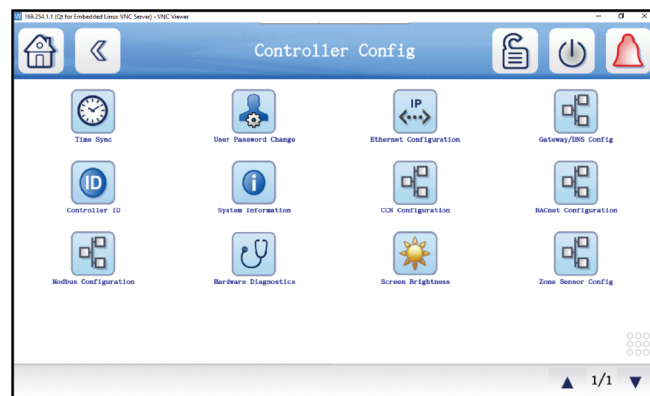 169.254.1.1 (Qt for Embedded Linux VNC Server) - VNC Viewer
Controller Config
IP
Time Sync
User Password Change
Ethernet Configuration
Gateway/DNS Config
ID
i
Controller ID
System Information
CCN Configuration
BACnet Configuration
Modbus Configuration
Hardware Diagnostics
Screen Brightness
Zone Sensor Config
1/1